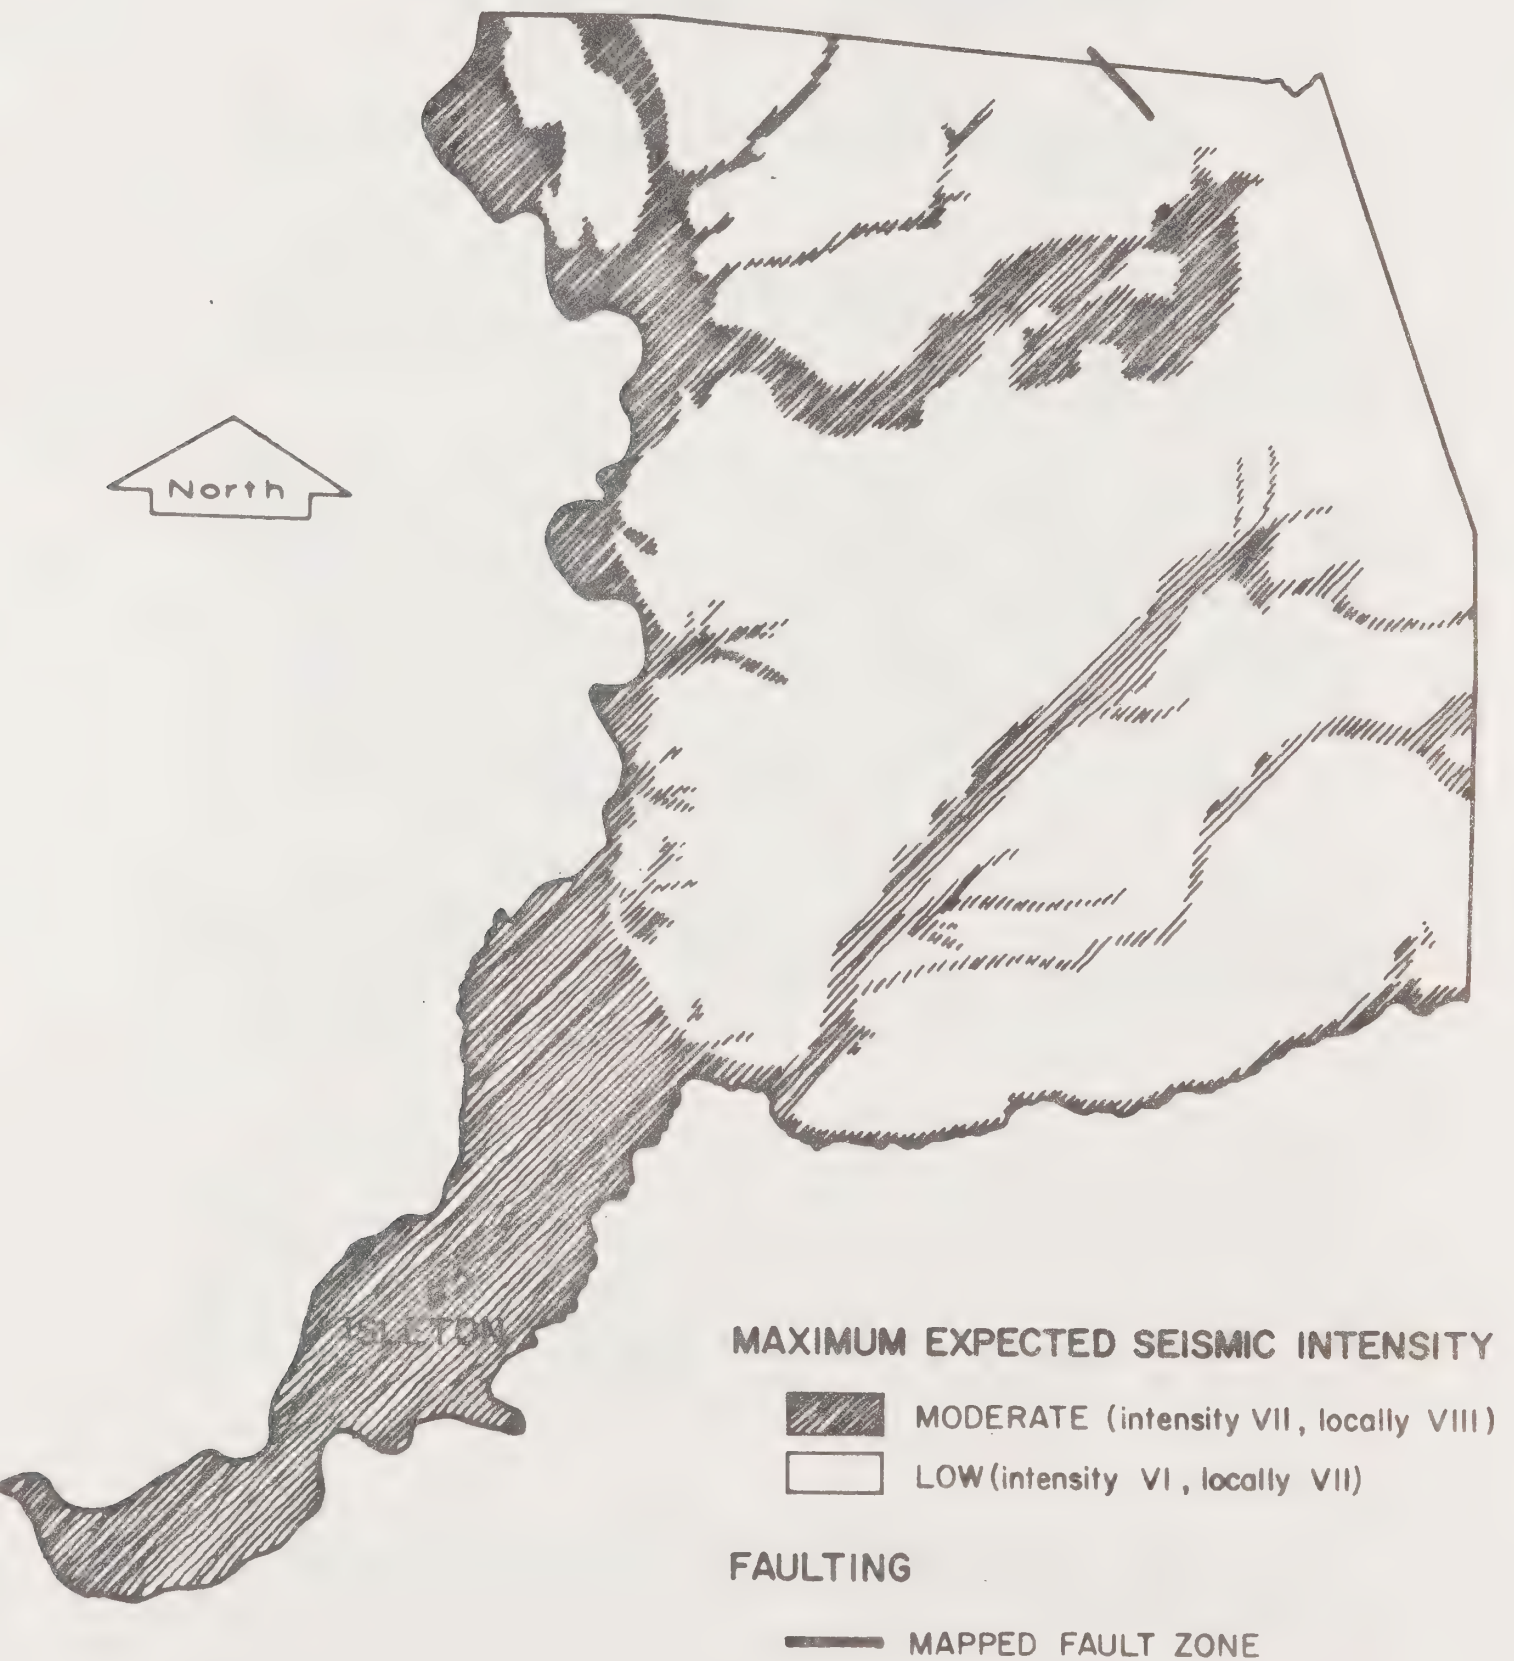 North
ISLETON
MAXIMUM EXPECTED SEISMIC INTENSITY
MODERATE (intensity VII, locally VIII)
LOW (intensity VI, locally VII)
FAULTING
MAPPED FAULT ZONE